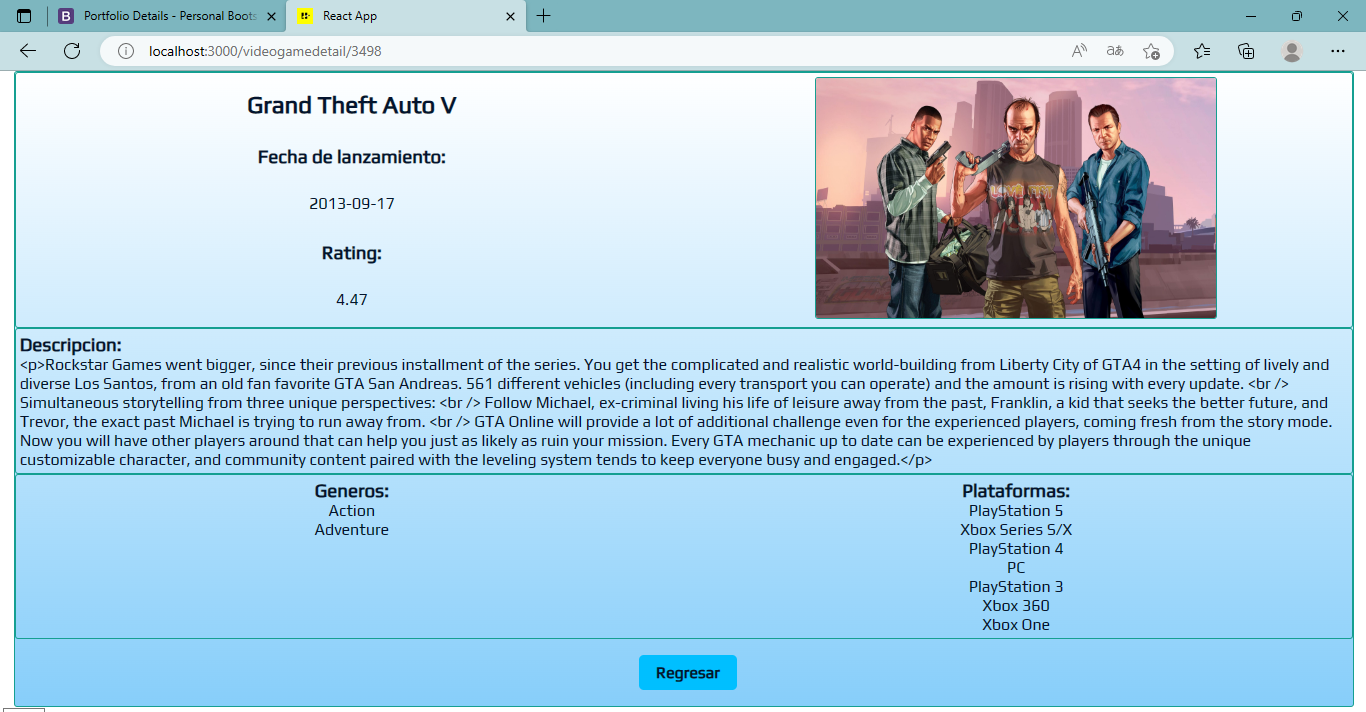 Portfolio Details - Personal Boots
React App
localhost:3000/videogamedetail/3498
Grand Theft Auto V
Fecha de lanzamiento:
2013-09-17
Rating:
4.47
Descripcion:
<p>Rockstar Games went bigger, since their previous installment of the series. You get the complicated and realistic world-building from Liberty City of GTA4 in the setting of lively and
diverse Los Santos, from an old fan favorite GTA San Andreas. 561 different vehicles (including every transport you can operate) and the amount is rising with every update. <br />
Simultaneous storytelling from three unique perspectives: <br /> Follow Michael, ex-criminal living his life of leisure away from the past, Franklin, a kid that seeks the better future, and
Trevor, the exact past Michael is trying to run away from. <br /> GTA Online will provide a lot of additional challenge even for the experienced players, coming fresh from the story mode.
Now you will have other players around that can help you just as likely as ruin your mission. Every GTA mechanic up to date can be experienced by players through the unique
customizable character, and community content paired with the leveling system tends to keep everyone busy and engaged.</p>
Generos:
Action
Adventure
Plataformas:
PlayStation 5
Xbox Series S/X
PlayStation 4
PC
PlayStation 3
Xbox 360
Xbox One
Regresar